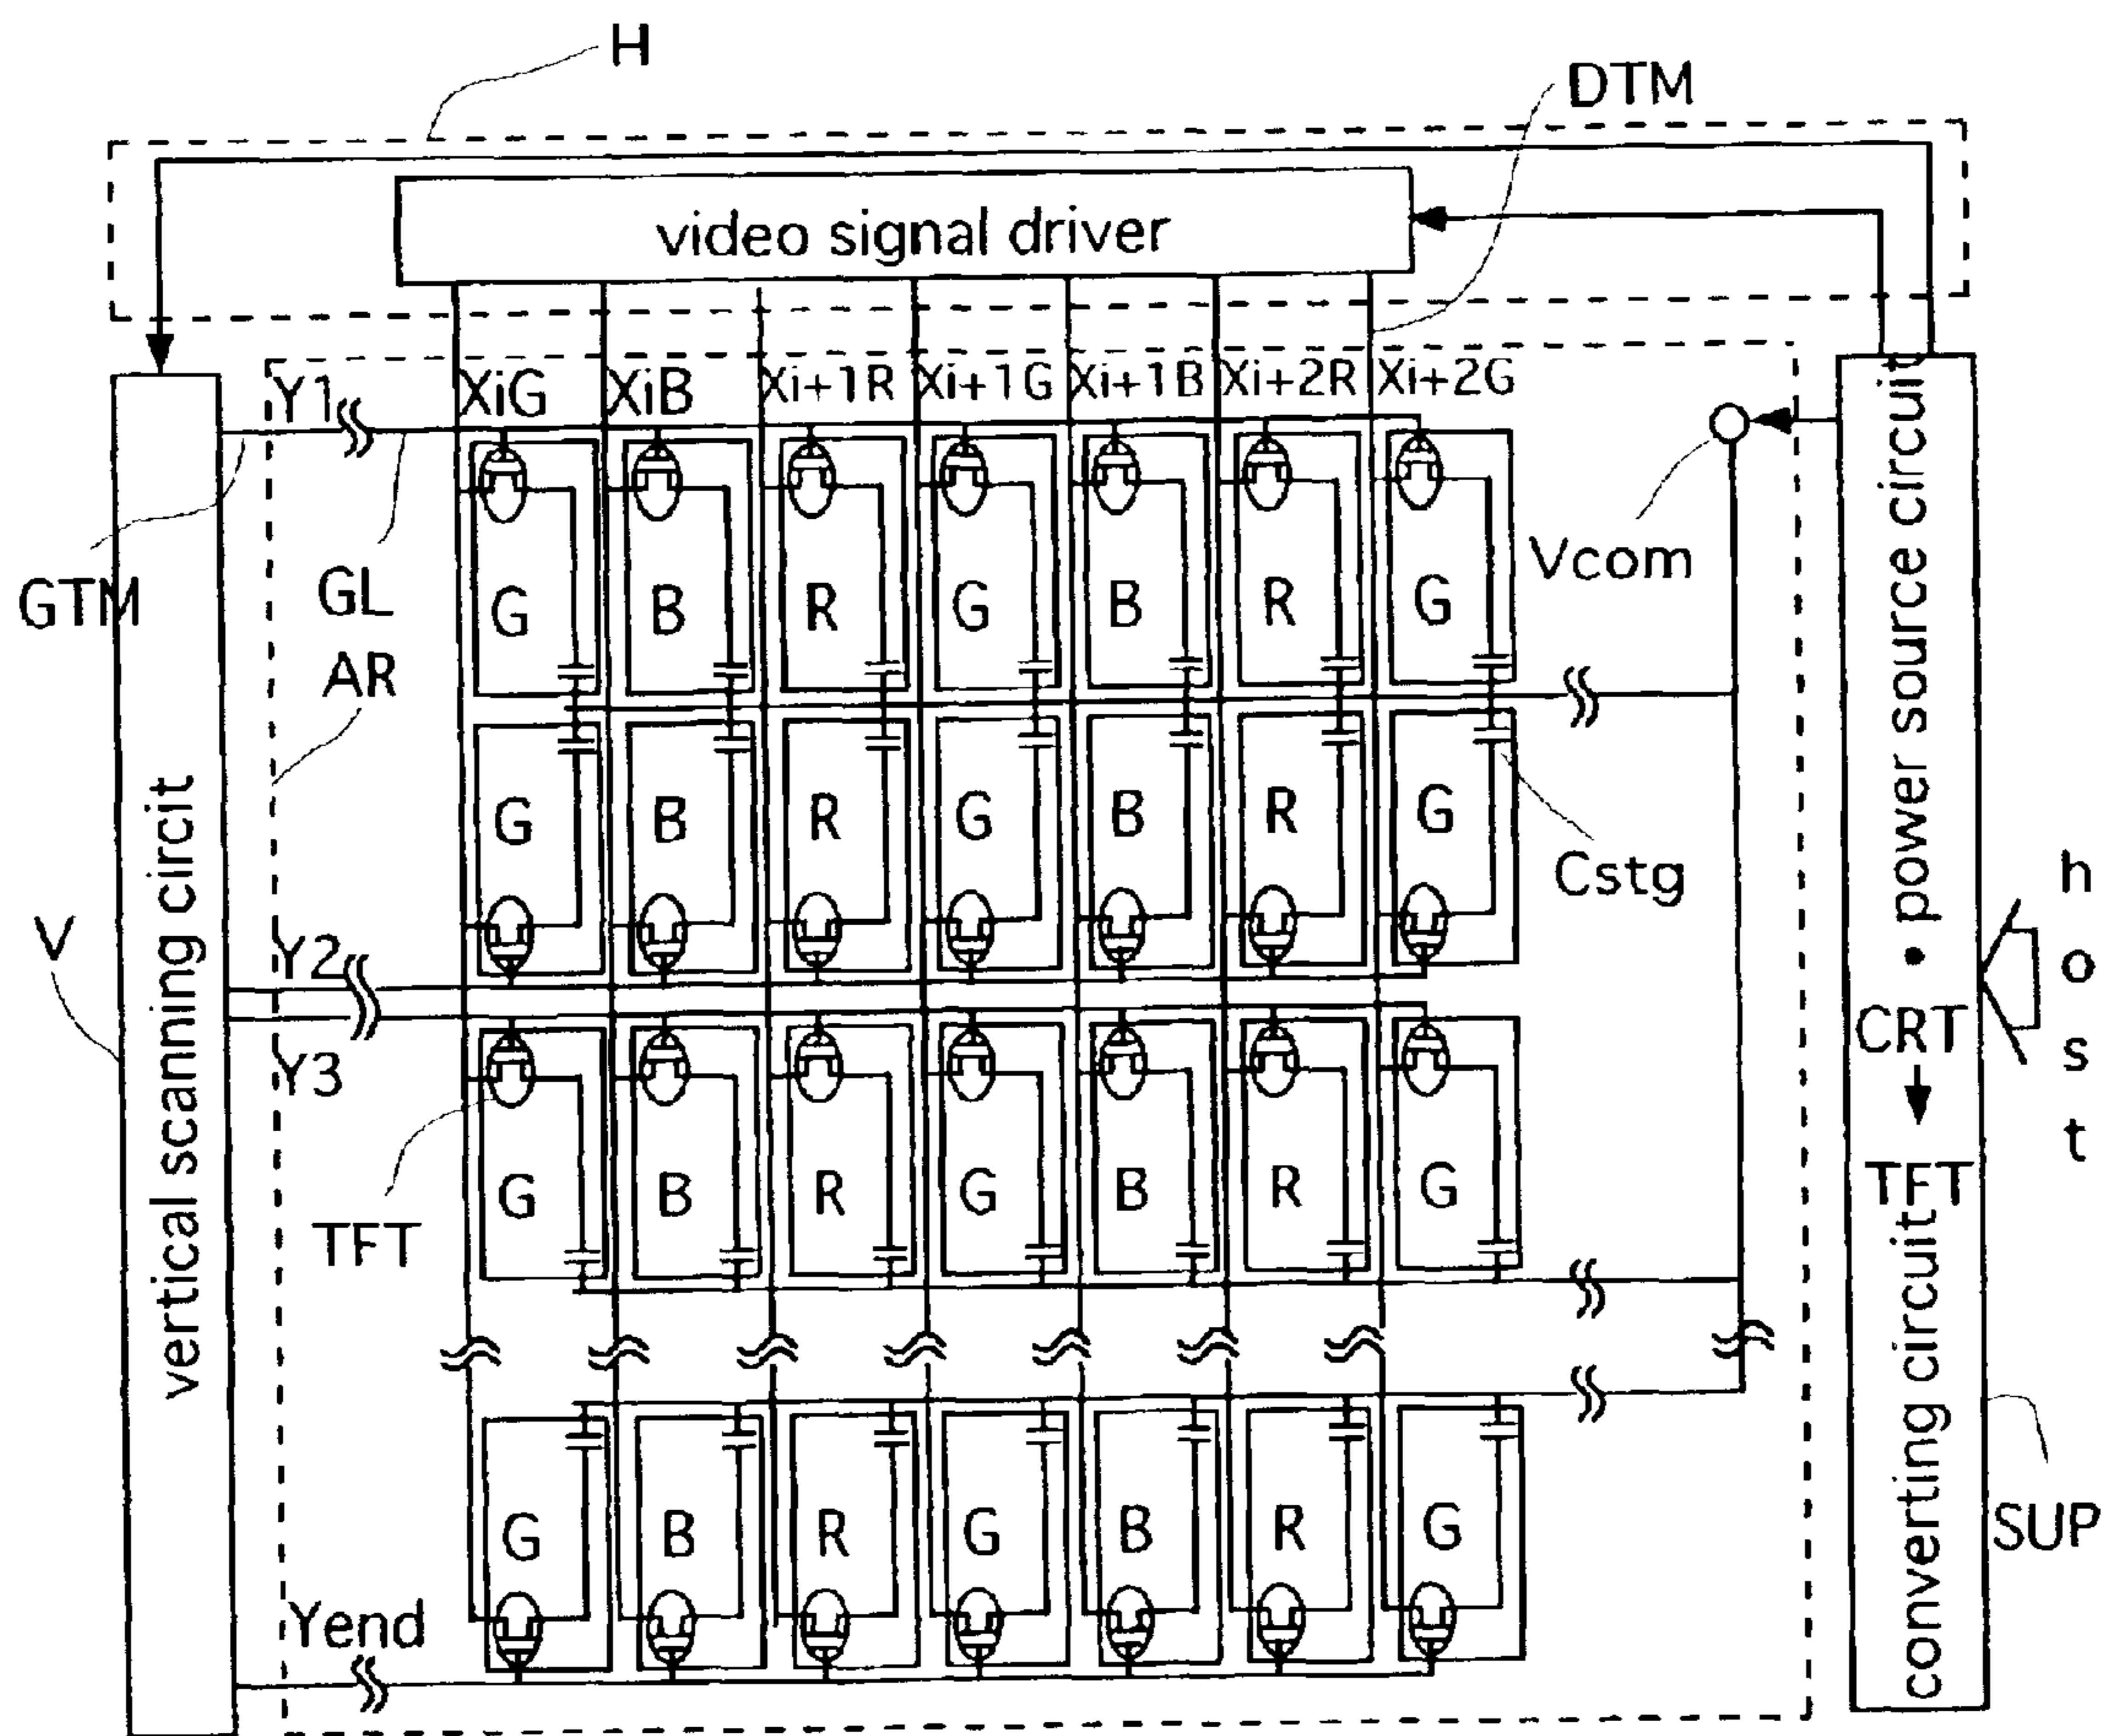 H
DTM
video signal driver
Y1
XiG
XiB
Xi+1R
Xi+1G
Xi+1B
Xi+2R
Xi+2G
GTM
GL
AR
Vcom
G B R G B R G
G B R G B R G
Cstg
V
Y2
Y3
TFT
G B R G B R G
G B R G B R G
Yend
vertical scanning circit
power source circuit
•
CRT
TFT
converting circuit
host
SUP